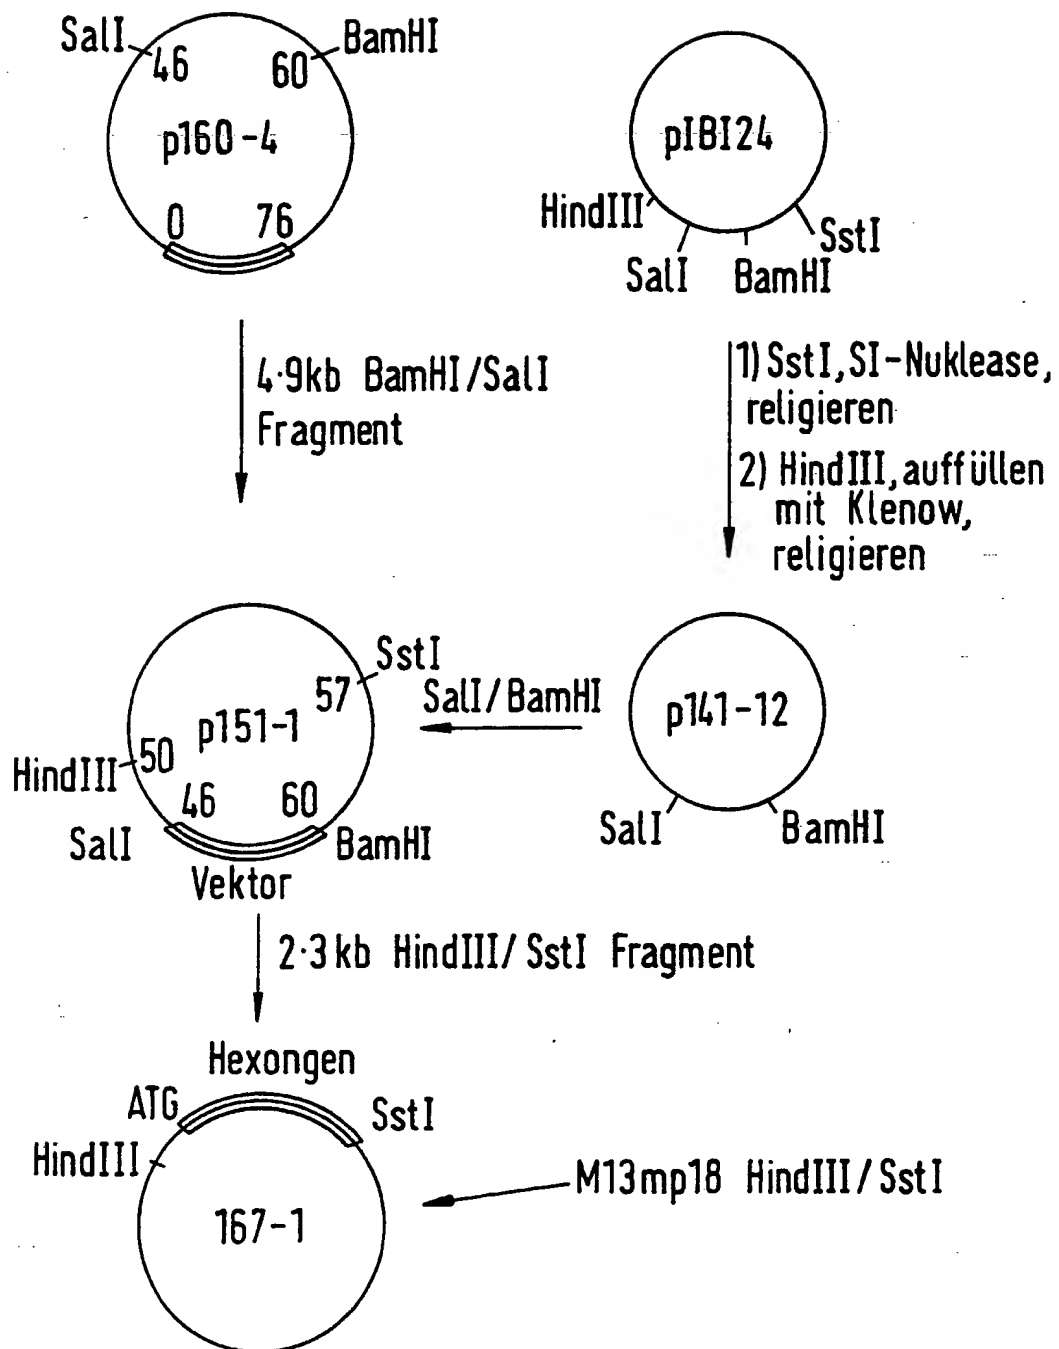 SalI
46
60
BamHI
p160-4
0
76
pIBI24
HindIII
SalI
BamHI
SstI
4·9kb BamHI/SalI
Fragment
1) SstI, SI-Nuklease,
religieren
2) HindIII, auffüllen
mit Klenow,
religieren
SstI
57
p151-1
HindIII
50
46
60
SalI
BamHI
Vektor
SalI/BamHI
p141-12
SalI
BamHI
2·3kb HindIII/SstI Fragment
Hexongen
ATG
SstI
HindIII
167-1
M13mp18 HindIII/SstI